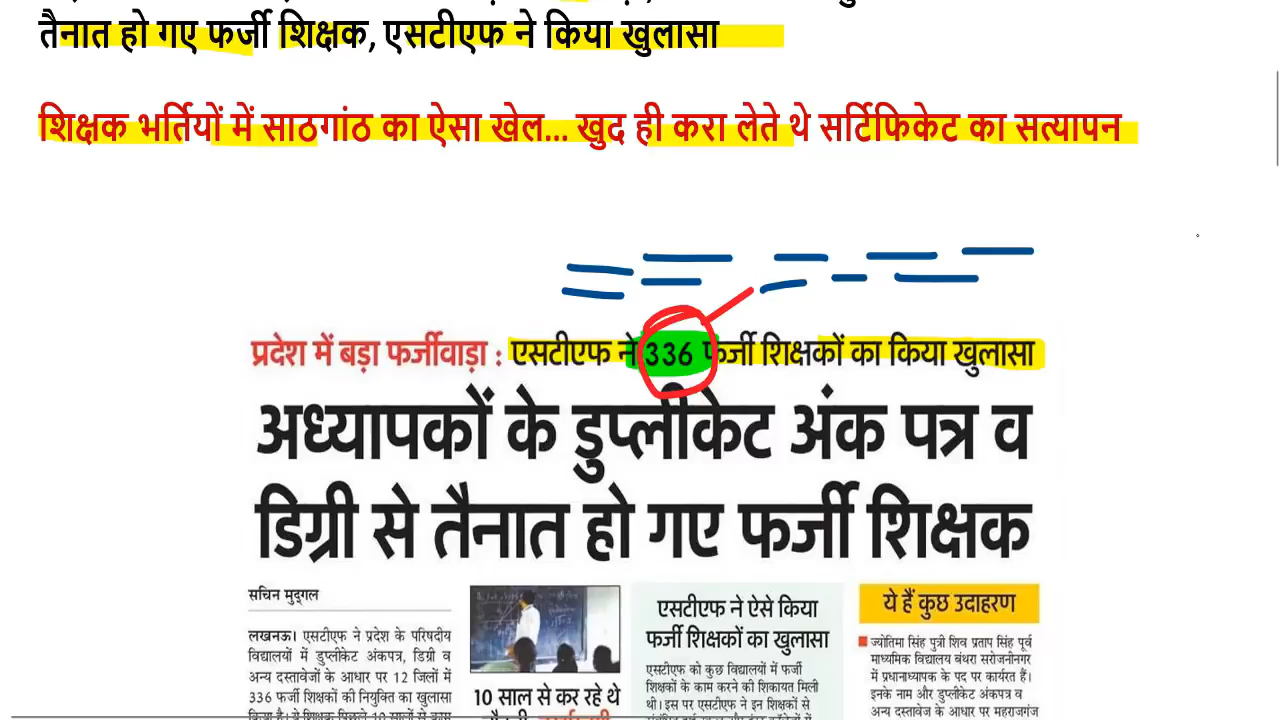 तैनात हो गए फर्जी शिक्षक, एसटीएफ ने किया खुलासा
शिक्षक भर्तियों में साठगांठ का ऐसा खेल... खुद ही करा लेते थे सर्टिफिकेट का सत्यापन
प्रदेश में बड़ा फर्जीवाड़ा : एसटीएफ ने 336 फर्जी शिक्षकों का किया खुलासा
अध्यापकों के डुप्लीकेट अंक पत्र व
डिग्री से तैनात हो गए फर्जी शिक्षक
सचिन मुद्गल
लखनऊ। एसटीएफ ने प्रदेश के परिषदीय
विद्यालयों में डुप्लीकेट अंकपत्र, डिग्री व
अन्य दस्तावेजों के आधार पर 12 जिलों में
336 फर्जी शिक्षकों की नियुक्ति का खुलासा
10 साल से कर रहे थे
एसटीएफ ने ऐसे किया
फर्जी शिक्षकों का खुलासा
एसटीएफ को कुछ विद्यालयों में फर्जी
शिक्षकों के काम करने की शिकायत मिली
थी। इस पर एसटीएफ ने इन शिक्षकों से
ये हैं कुछ उदाहरण
ज्योतिमा सिंह पुत्री शिव प्रताप सिंह पूर्व
माध्यमिक विद्यालय बंथरा सरोजनीनगर
में प्रधानाध्यापक के पद पर कार्यरत हैं।
इनके नाम और डुप्लीकेट अंकपत्र व
अन्य दस्तावेज के आधार पर महराजगंज